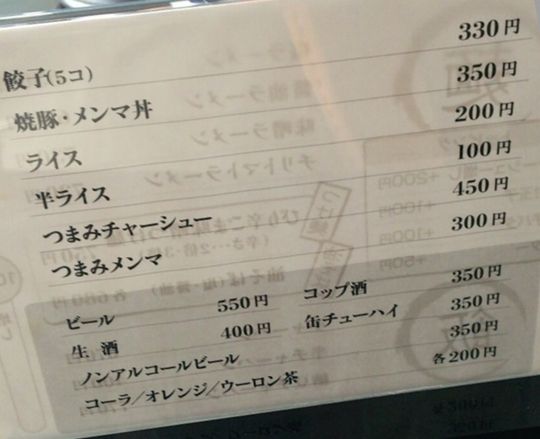 餃子(5コ) 330円
焼豚・メンマ丼 350円
ライス 200円
半ライス 100円
つまみチャーシュー 450円
つまみメンマ 300円
ビール 550円 コップ酒 350円
生酒 400円 缶チューハイ 350円
ノンアルコールビール 350円
コーラ/オレンジ/ウーロン茶 各200円